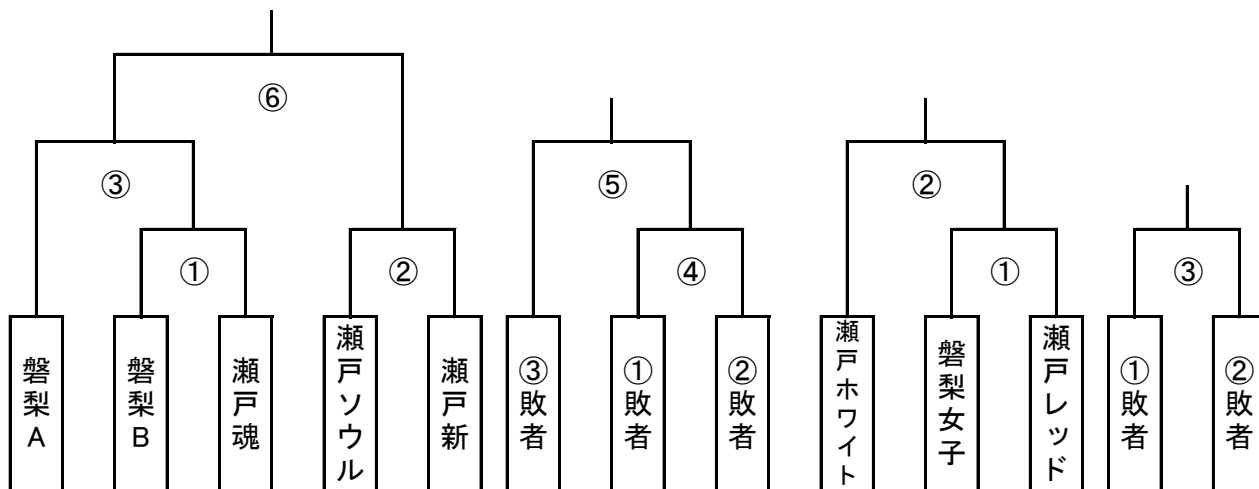 ⑥
③
⑤
②
①
②
④
①
③
磐梨A
磐梨B
瀬戸魂
瀬戸ソウル
瀬戸新
③敗者
①敗者
②敗者
瀬戸ホワイト
磐梨女子
瀬戸レッド
①敗者
②敗者